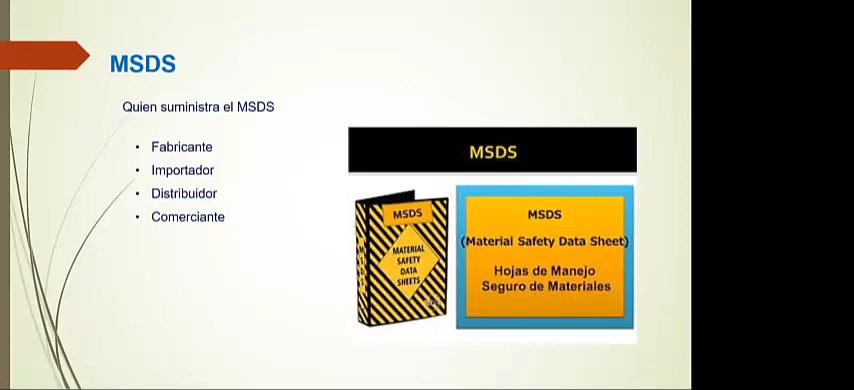 MSDS
Quien suministra el MSDS
• Fabricante
• Importador
• Distribuidor
• Comerciante
MSDS
MSDS
MATERIAL
SAFETY
DATA
SHEETS
MSDS
(Material Safety Data Sheet)
Hojas de Manejo
Seguro de Materiales